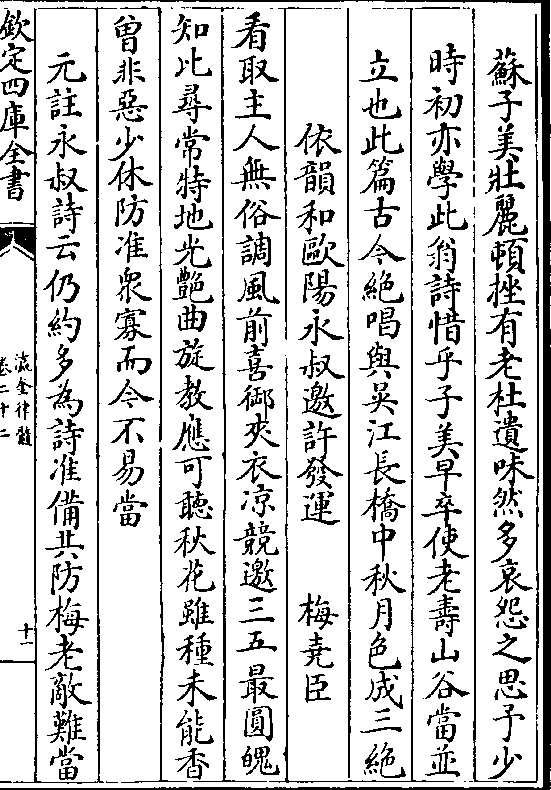 蘇子美壯麗頓挫有老杜遺味然多哀怨之思予少
時初亦學此翁詩惜乎子美早卒使老壽山谷當並
立也此篇古今絶唱與吳江長橋中秋月色成三絶
依韻和歐陽永叔邀許發運　梅堯臣
看取主人無俗調風前喜御夾衣凉競邀三五最圓魄
知比尋常特地光艶曲旋教應可聽秋花雖種未能香
曽非惡少休防准衆寡而今不易當
元註永叔詩云仍約多為詩准備共防梅老敵難當
欽定四庫全書
瀛奎律髓
卷二十二
十一